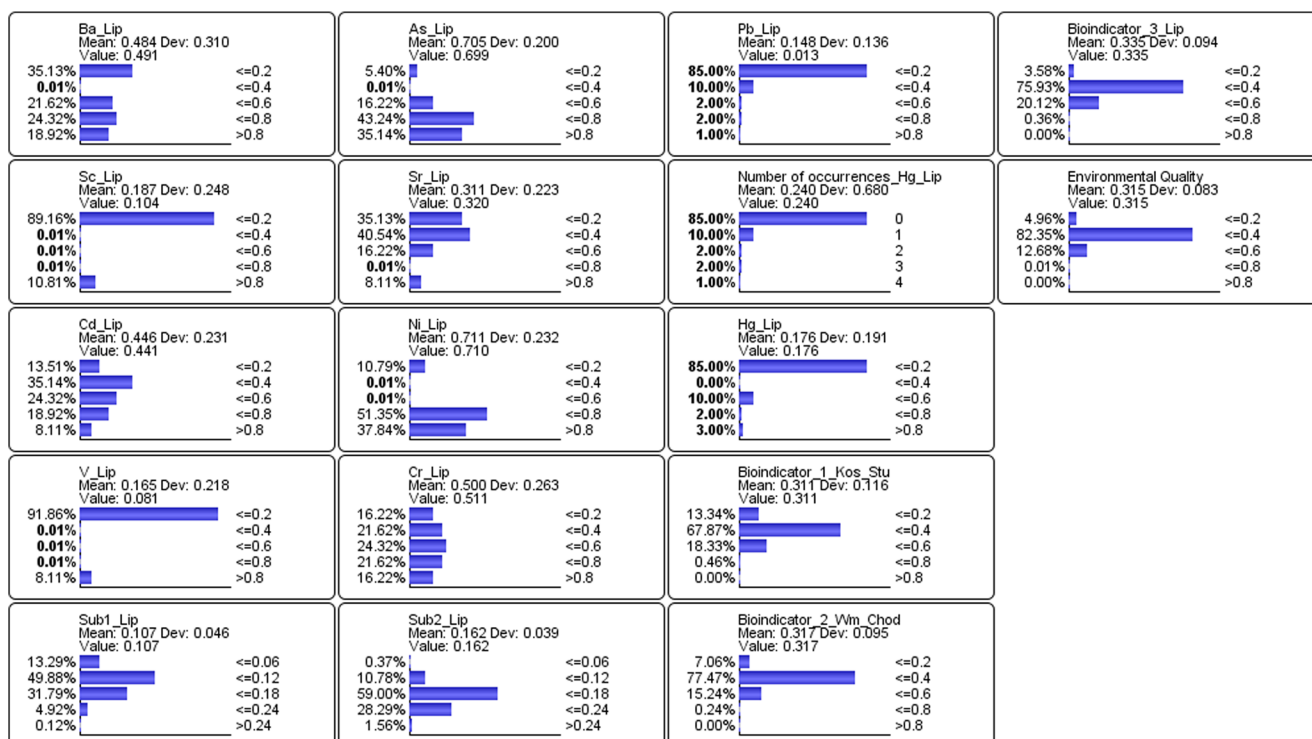 Ba_Lip
Mean: 0.484 Dev: 0.310
Value: 0.491
35.13% <=0.2
0.01% <=0.4
21.62% <=0.6
24.32% <=0.8
18.92% >0.8
As_Lip
Mean: 0.705 Dev: 0.200
Value: 0.699
5.40% <=0.2
0.01% <=0.4
16.22% <=0.6
43.24% <=0.8
35.14% >0.8
Pb_Lip
Mean: 0.148 Dev: 0.136
Value: 0.013
85.00% <=0.2
10.00% <=0.4
2.00% <=0.6
2.00% <=0.8
1.00% >0.8
Bioindicator_3_Lip
Mean: 0.335 Dev: 0.094
Value: 0.335
3.58% <=0.2
75.93% <=0.4
20.12% <=0.6
0.36% <=0.8
0.00% >0.8
Sc_Lip
Mean: 0.187 Dev: 0.248
Value: 0.104
89.16% <=0.2
0.01% <=0.4
0.01% <=0.6
0.01% <=0.8
10.81% >0.8
Sr_Lip
Mean: 0.311 Dev: 0.223
Value: 0.320
35.13% <=0.2
40.54% <=0.4
16.22% <=0.6
0.01% <=0.8
8.11% >0.8
Number of occurrences_Hg_Lip
Mean: 0.240 Dev: 0.680
Value: 0.240
85.00% 0
10.00% 1
2.00% 2
2.00% 3
1.00% 4
Environmental Quality
Mean: 0.315 Dev: 0.083
Value: 0.315
4.96% <=0.2
82.35% <=0.4
12.68% <=0.6
0.01% <=0.8
0.00% >0.8
Cd_Lip
Mean: 0.446 Dev: 0.231
Value: 0.441
13.51% <=0.2
35.14% <=0.4
24.32% <=0.6
18.92% <=0.8
8.11% >0.8
Ni_Lip
Mean: 0.711 Dev: 0.232
Value: 0.710
10.79% <=0.2
0.01% <=0.4
0.01% <=0.6
51.35% <=0.8
37.84% >0.8
Hg_Lip
Mean: 0.176 Dev: 0.191
Value: 0.176
85.00% <=0.2
0.00% <=0.4
10.00% <=0.6
2.00% <=0.8
3.00% >0.8
V_Lip
Mean: 0.165 Dev: 0.218
Value: 0.081
91.86% <=0.2
0.01% <=0.4
0.01% <=0.6
0.01% <=0.8
8.11% >0.8
Cr_Lip
Mean: 0.500 Dev: 0.263
Value: 0.511
16.22% <=0.2
21.62% <=0.4
24.32% <=0.6
21.62% <=0.8
16.22% >0.8
Bioindicator_1_Kos_Stu
Mean: 0.311 Dev: 0.116
Value: 0.311
13.34% <=0.2
67.87% <=0.4
18.33% <=0.6
0.46% <=0.8
0.00% >0.8
Sub1_Lip
Mean: 0.107 Dev: 0.046
Value: 0.107
13.29% <=0.06
49.88% <=0.12
31.79% <=0.18
4.92% <=0.24
0.12% >0.24
Sub2_Lip
Mean: 0.162 Dev: 0.039
Value: 0.162
0.37% <=0.06
10.78% <=0.12
59.00% <=0.18
28.29% <=0.24
1.56% >0.24
Bioindicator_2_Wm_Chod
Mean: 0.317 Dev: 0.095
Value: 0.317
7.06% <=0.2
77.47% <=0.4
15.24% <=0.6
0.24% <=0.8
0.00% >0.8